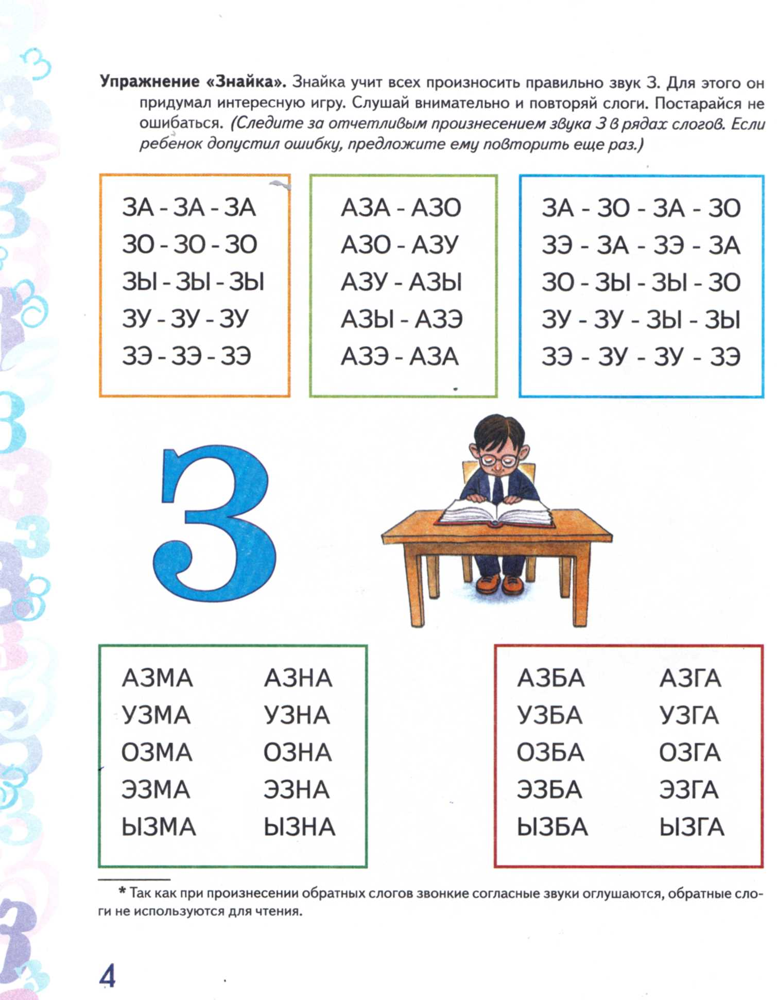 Упражнение «Знайка». Знайка учит всех произносить правильно звук З. Для этого он
придумал интересную игру. Слушай внимательно и повторяй слоги. Постарайся не
ошибаться. (Следите за отчетливым произнесением звука З в рядах слогов. Если
ребенок допустил ошибку, предложите ему повторить еще раз.)
ЗА - ЗА - ЗА
ЗО - ЗО - ЗО
ЗЫ - ЗЫ - ЗЫ
ЗУ - ЗУ - ЗУ
ЗЭ - ЗЭ - ЗЭ
АЗА - АЗО
АЗО - АЗУ
АЗУ - АЗЫ
АЗЫ - АЗЭ
АЗЭ - АЗА
ЗА - ЗО - ЗА - ЗО
ЗЭ - ЗА - ЗЭ - ЗА
ЗО - ЗЫ - ЗЫ - ЗО
ЗУ - ЗУ - ЗЫ - ЗЫ
ЗЭ - ЗУ - ЗУ - ЗЭ
З
АЗМА АЗНА
УЗМА УЗНА
ОЗМА ОЗНА
ЭЗМА ЭЗНА
ЫЗМА ЫЗНА
АЗБА АЗГА
УЗБА УЗГА
ОЗБА ОЗГА
ЭЗБА ЭЗГА
ЫЗБА ЫЗГА
* Так как при произнесении обратных слогов звонкие согласные звуки оглушаются, обратные сло-
ги не используются для чтения.
4